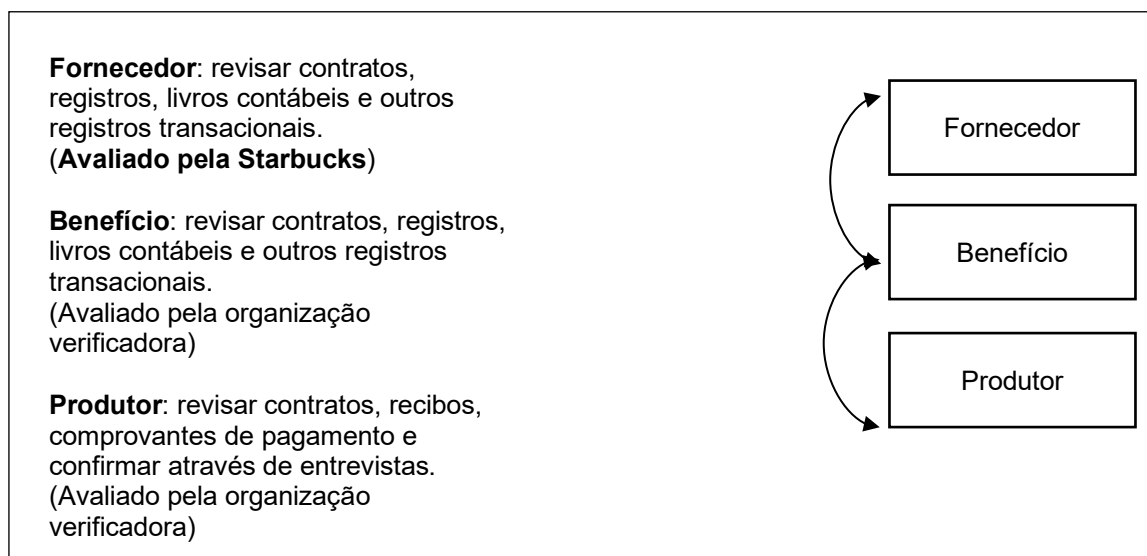 Fornecedor: revisar contratos,
registros, livros contábeis e outros
registros transacionais.
(Avaliado pela Starbucks)
Benefício: revisar contratos, registros,
livros contábeis e outros registros
transacionais.
(Avaliado pela organização
verificadora)
Produtor: revisar contratos, recibos,
comprovantes de pagamento e
confirmar através de entrevistas.
(Avaliado pela organização
verificadora)
Fornecedor
Benefício
Produtor